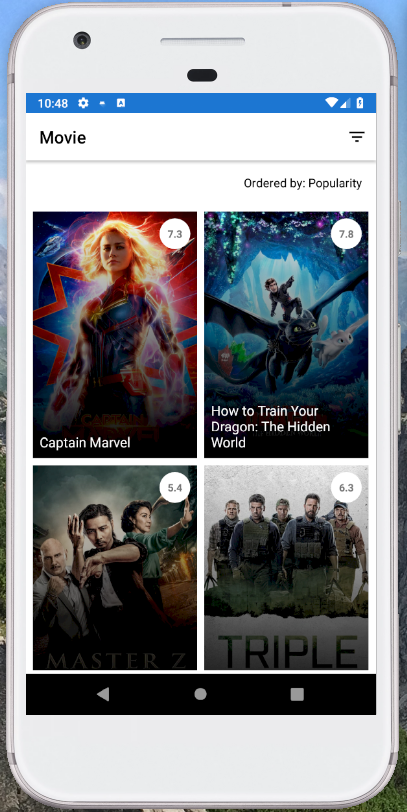 10:48
Movie
Ordered by: Popularity
7.3
7.8
How to Train Your
Dragon: The Hidden
World
Captain Marvel
5.4
6.3
MASTER Z
TRIPLE